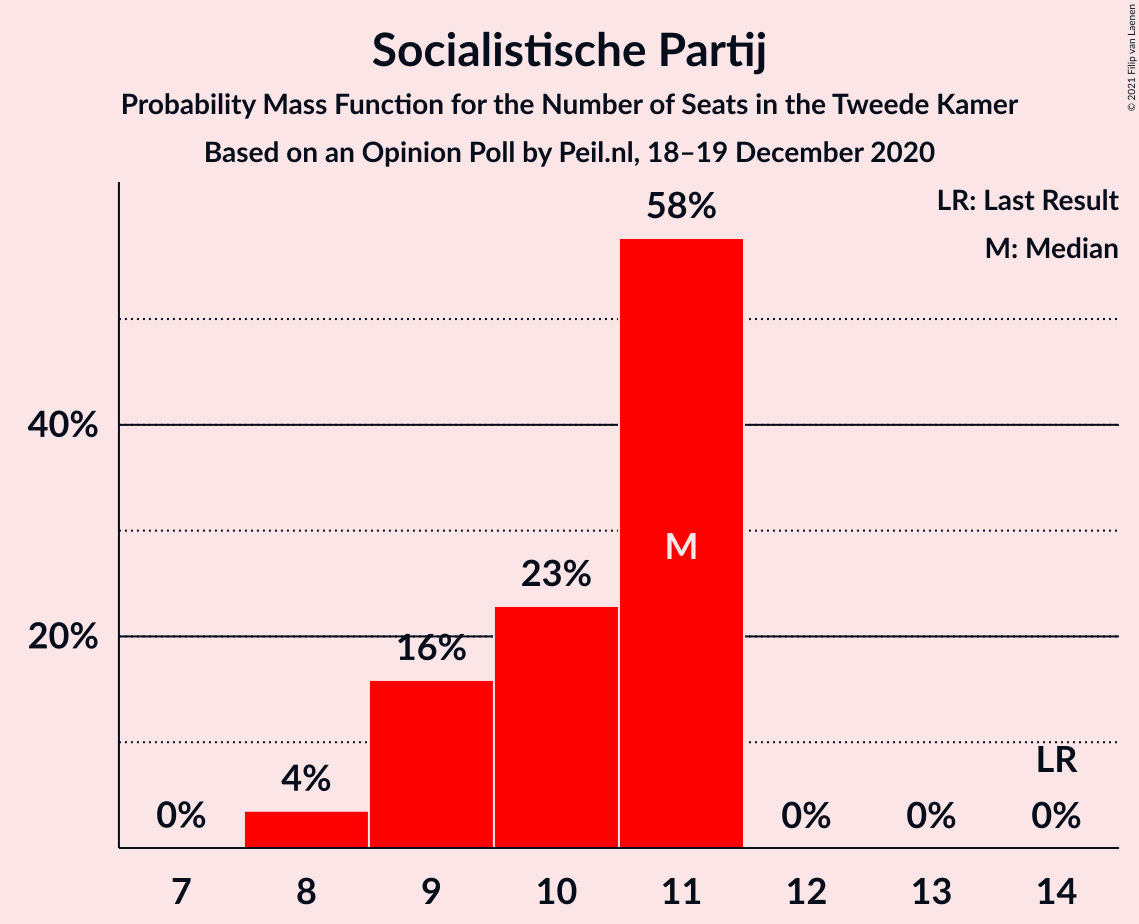 Socialistische Partij
Probability Mass Function for the Number of Seats in the Tweede Kamer
Based on an Opinion Poll by Peil.nl, 18–19 December 2020
© 2021 Filip van Laenen
LR: Last Result
M: Median
58%
40%
M
23%
20%
16%
LR
4%
0%
0%
0%
0%
7 8 9 10 11 12 13 14